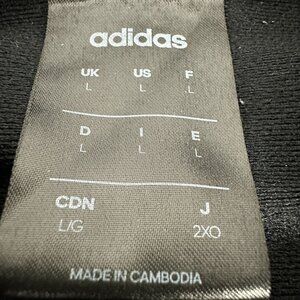 adidas
UK US F
L L L
D I E
L L L
CDN J
L/G 2XO
MADE IN CAMBODIA